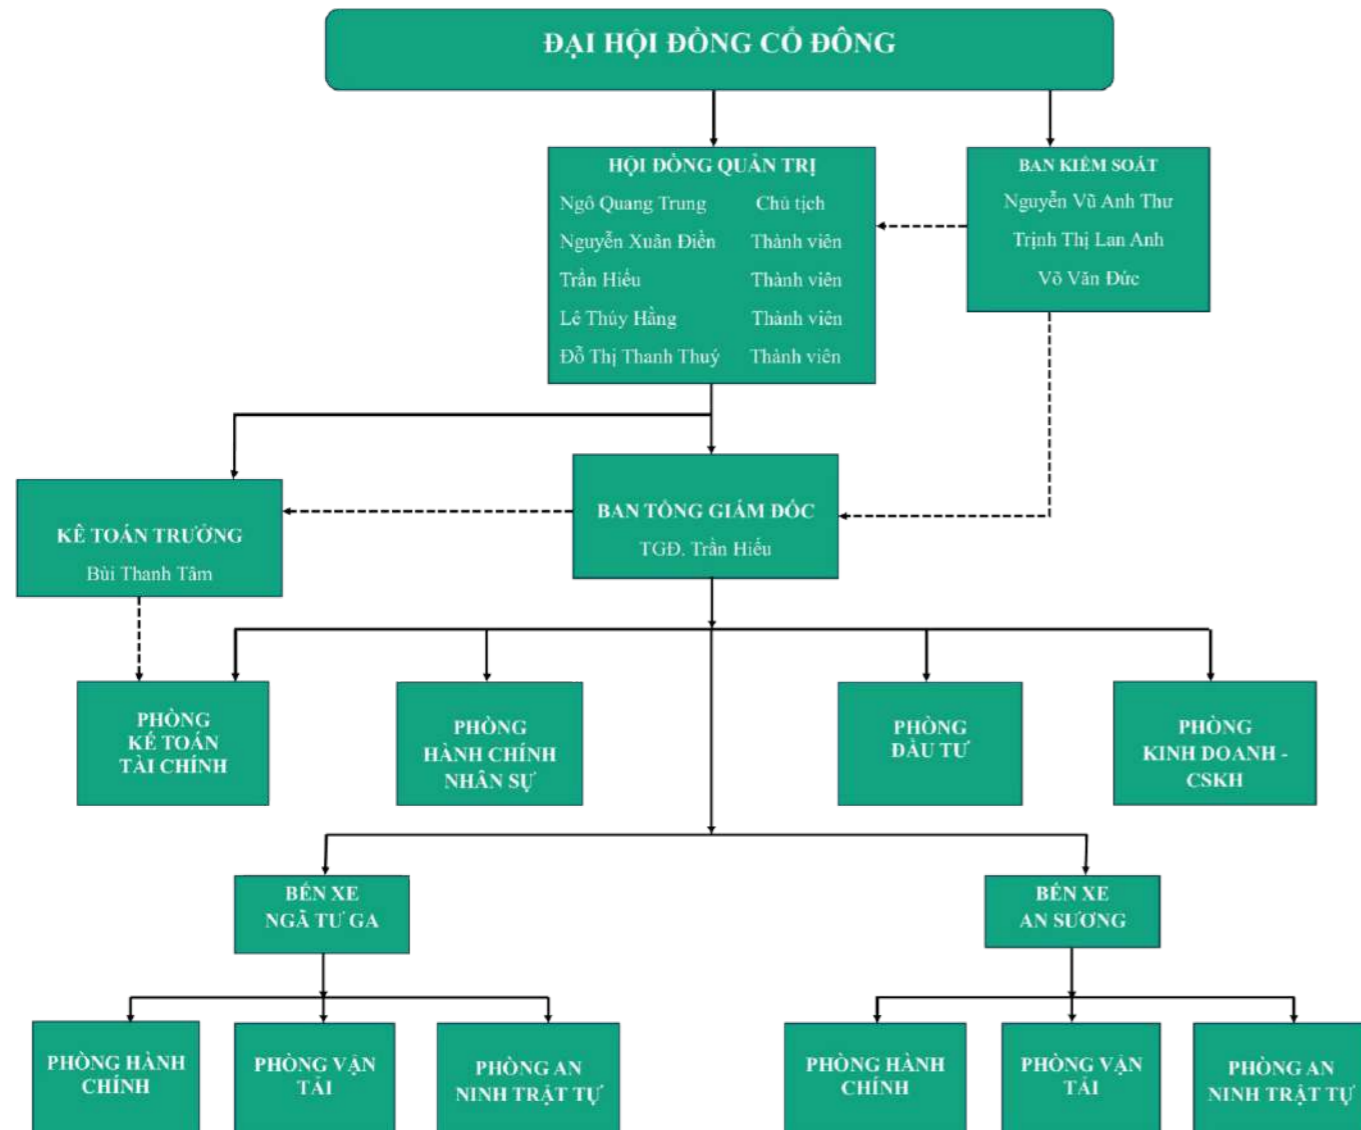 ĐẠI HỘI ĐỒNG CỔ ĐÔNG
HỘI ĐỒNG QUẢN TRỊ
Ngô Quang Trung Chủ tịch
Nguyễn Xuân Điền Thành viên
Trần Hiếu Thành viên
Lê Thúy Hằng Thành viên
Đỗ Thị Thanh Thuý Thành viên
BAN KIỂM SOÁT
Nguyễn Vũ Anh Thư
Trịnh Thị Lan Anh
Võ Văn Đức
KẾ TOÁN TRƯỞNG
Bùi Thanh Tâm
BAN TỔNG GIÁM ĐỐC
TGĐ. Trần Hiếu
PHÒNG
KẾ TOÁN
TÀI CHÍNH
PHÒNG
HÀNH CHÍNH
NHÂN SỰ
PHÒNG
ĐẦU TƯ
PHÒNG
KINH DOANH -
CSKH
BẾN XE
NGÃ TƯ GA
BẾN XE
AN SƯƠNG
PHÒNG HÀNH
CHÍNH
PHÒNG VẬN
TẢI
PHÒNG AN
NINH TRẬT TỰ
PHÒNG HÀNH
CHÍNH
PHÒNG VẬN
TẢI
PHÒNG AN
NINH TRẬT TỰ